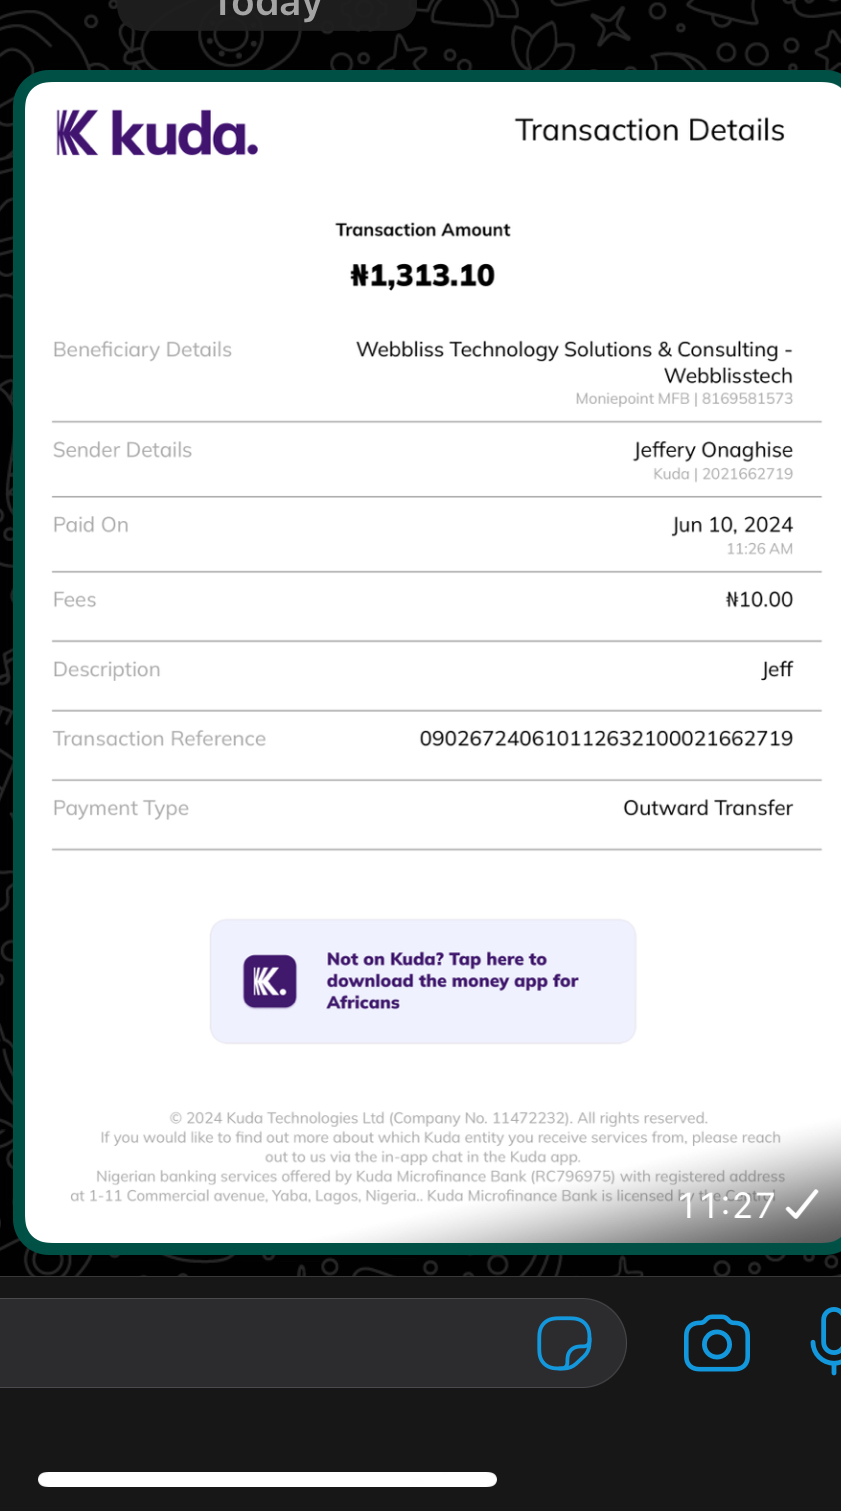 Today
kuda.
Transaction Details
Transaction Amount
₦1,313.10
Beneficiary Details
Webbliss Technology Solutions & Consulting -
Webblisstech
Moniepoint MFB | 8169581573
Sender Details
Jeffery Onaghise
Kuda | 2021662719
Paid On
Jun 10, 2024
11:26 AM
Fees
₦10.00
Description
Jeff
Transaction Reference
090267240610112632100021662719
Payment Type
Outward Transfer
K.
Not on Kuda? Tap here to
download the money app for
Africans
© 2024 Kuda Technologies Ltd (Company No. 11472232). All rights reserved.
If you would like to find out more about which Kuda entity you receive services from, please reach
out to us via the in-app chat in the Kuda app.
Nigerian banking services offered by Kuda Microfinance Bank (RC796975) with registered address
at 1-11 Commercial avenue, Yaba, Lagos, Nigeria.. Kuda Microfinance Bank is licensed by the Central
11:27